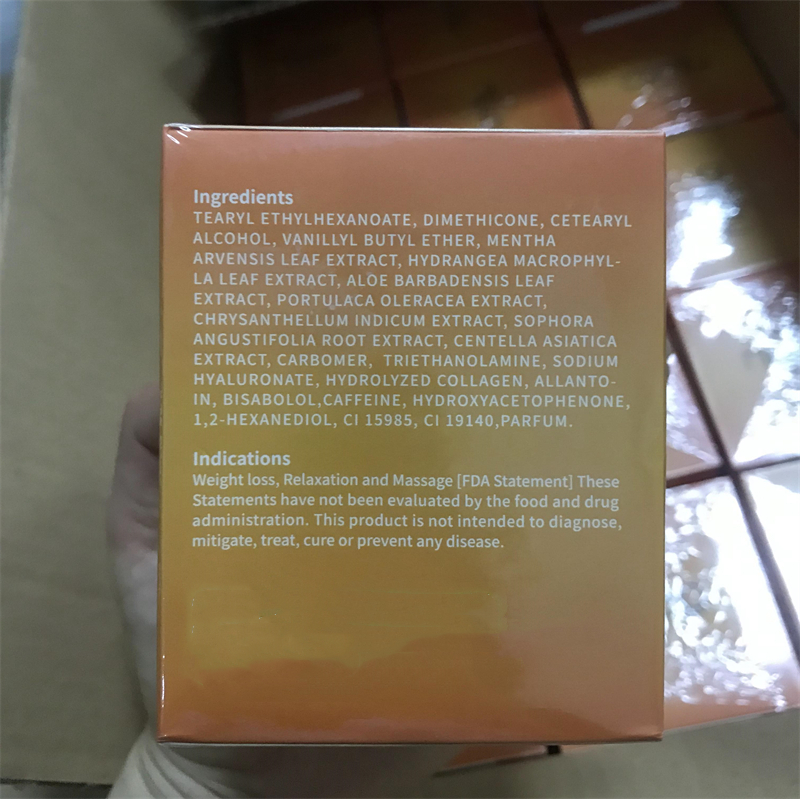 Ingredients
TEARYL ETHYLHEXANOATE, DIMETHICONE, CETEARYL
ALCOHOL, VANILLYL BUTYL ETHER, MENTHA
ARVENSIS LEAF EXTRACT, HYDRANGEA MACROPHYL-
LA LEAF EXTRACT, ALOE BARBADENSIS LEAF
EXTRACT, PORTULACA OLERACEA EXTRACT,
CHRYSANTHELLUM INDICUM EXTRACT, SOPHORA
ANGUSTIFOLIA ROOT EXTRACT, CENTELLA ASIATICA
EXTRACT, CARBOMER, TRIETHANOLAMINE, SODIUM
HYALURONATE, HYDROLYZED COLLAGEN, ALLANTO-
IN, BISABOLOL,CAFFEINE, HYDROXYACETOPHENONE,
1,2-HEXANEDIOL, CI 15985, CI 19140,PARFUM.
Indications
Weight loss, Relaxation and Massage [FDA Statement] These
Statements have not been evaluated by the food and drug
administration. This product is not intended to diagnose,
mitigate, treat, cure or prevent any disease.